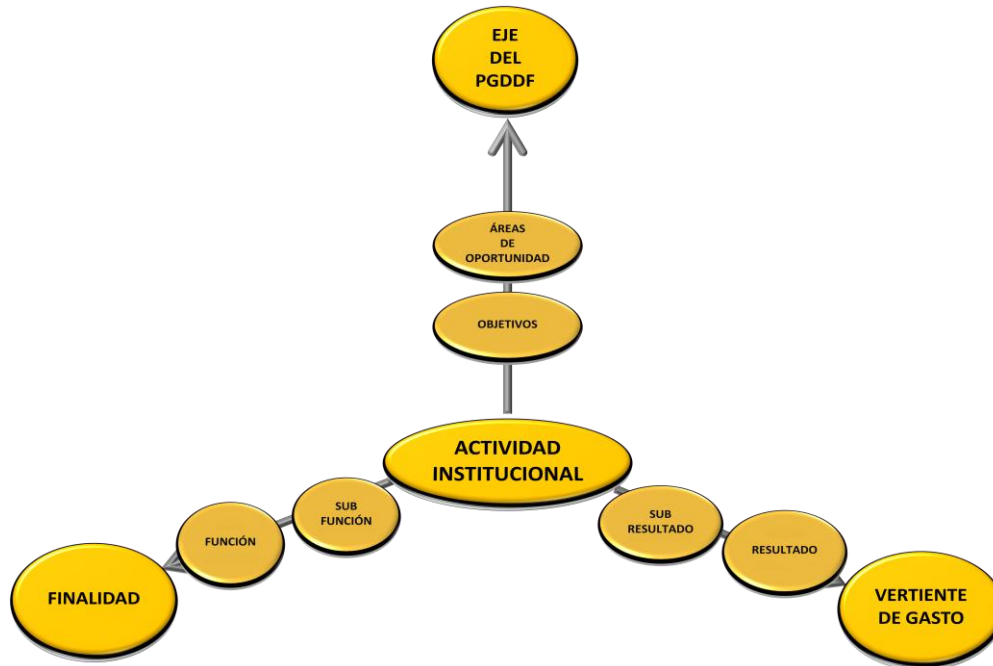 EJE
DEL
PGDDF
ÁREAS
DE
OPORTUNIDAD
OBJETIVOS
ACTIVIDAD
INSTITUCIONAL
SUB
FUNCIÓN
FUNCIÓN
FINALIDAD
SUB
RESULTADO
RESULTADO
VERTIENTE
DE GASTO